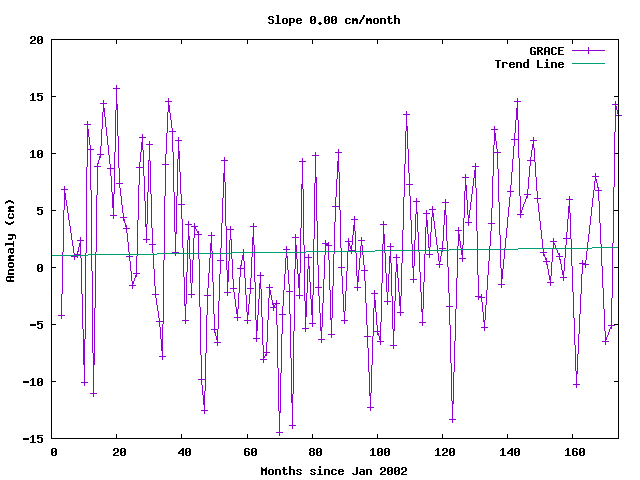 Slope 0.00 cm/month
GRACE
Trend Line
20
15
10
5
0
-5
-10
-15
Anomaly (cm)
0 20 40 60 80 100 120 140 160
Months since Jan 2002